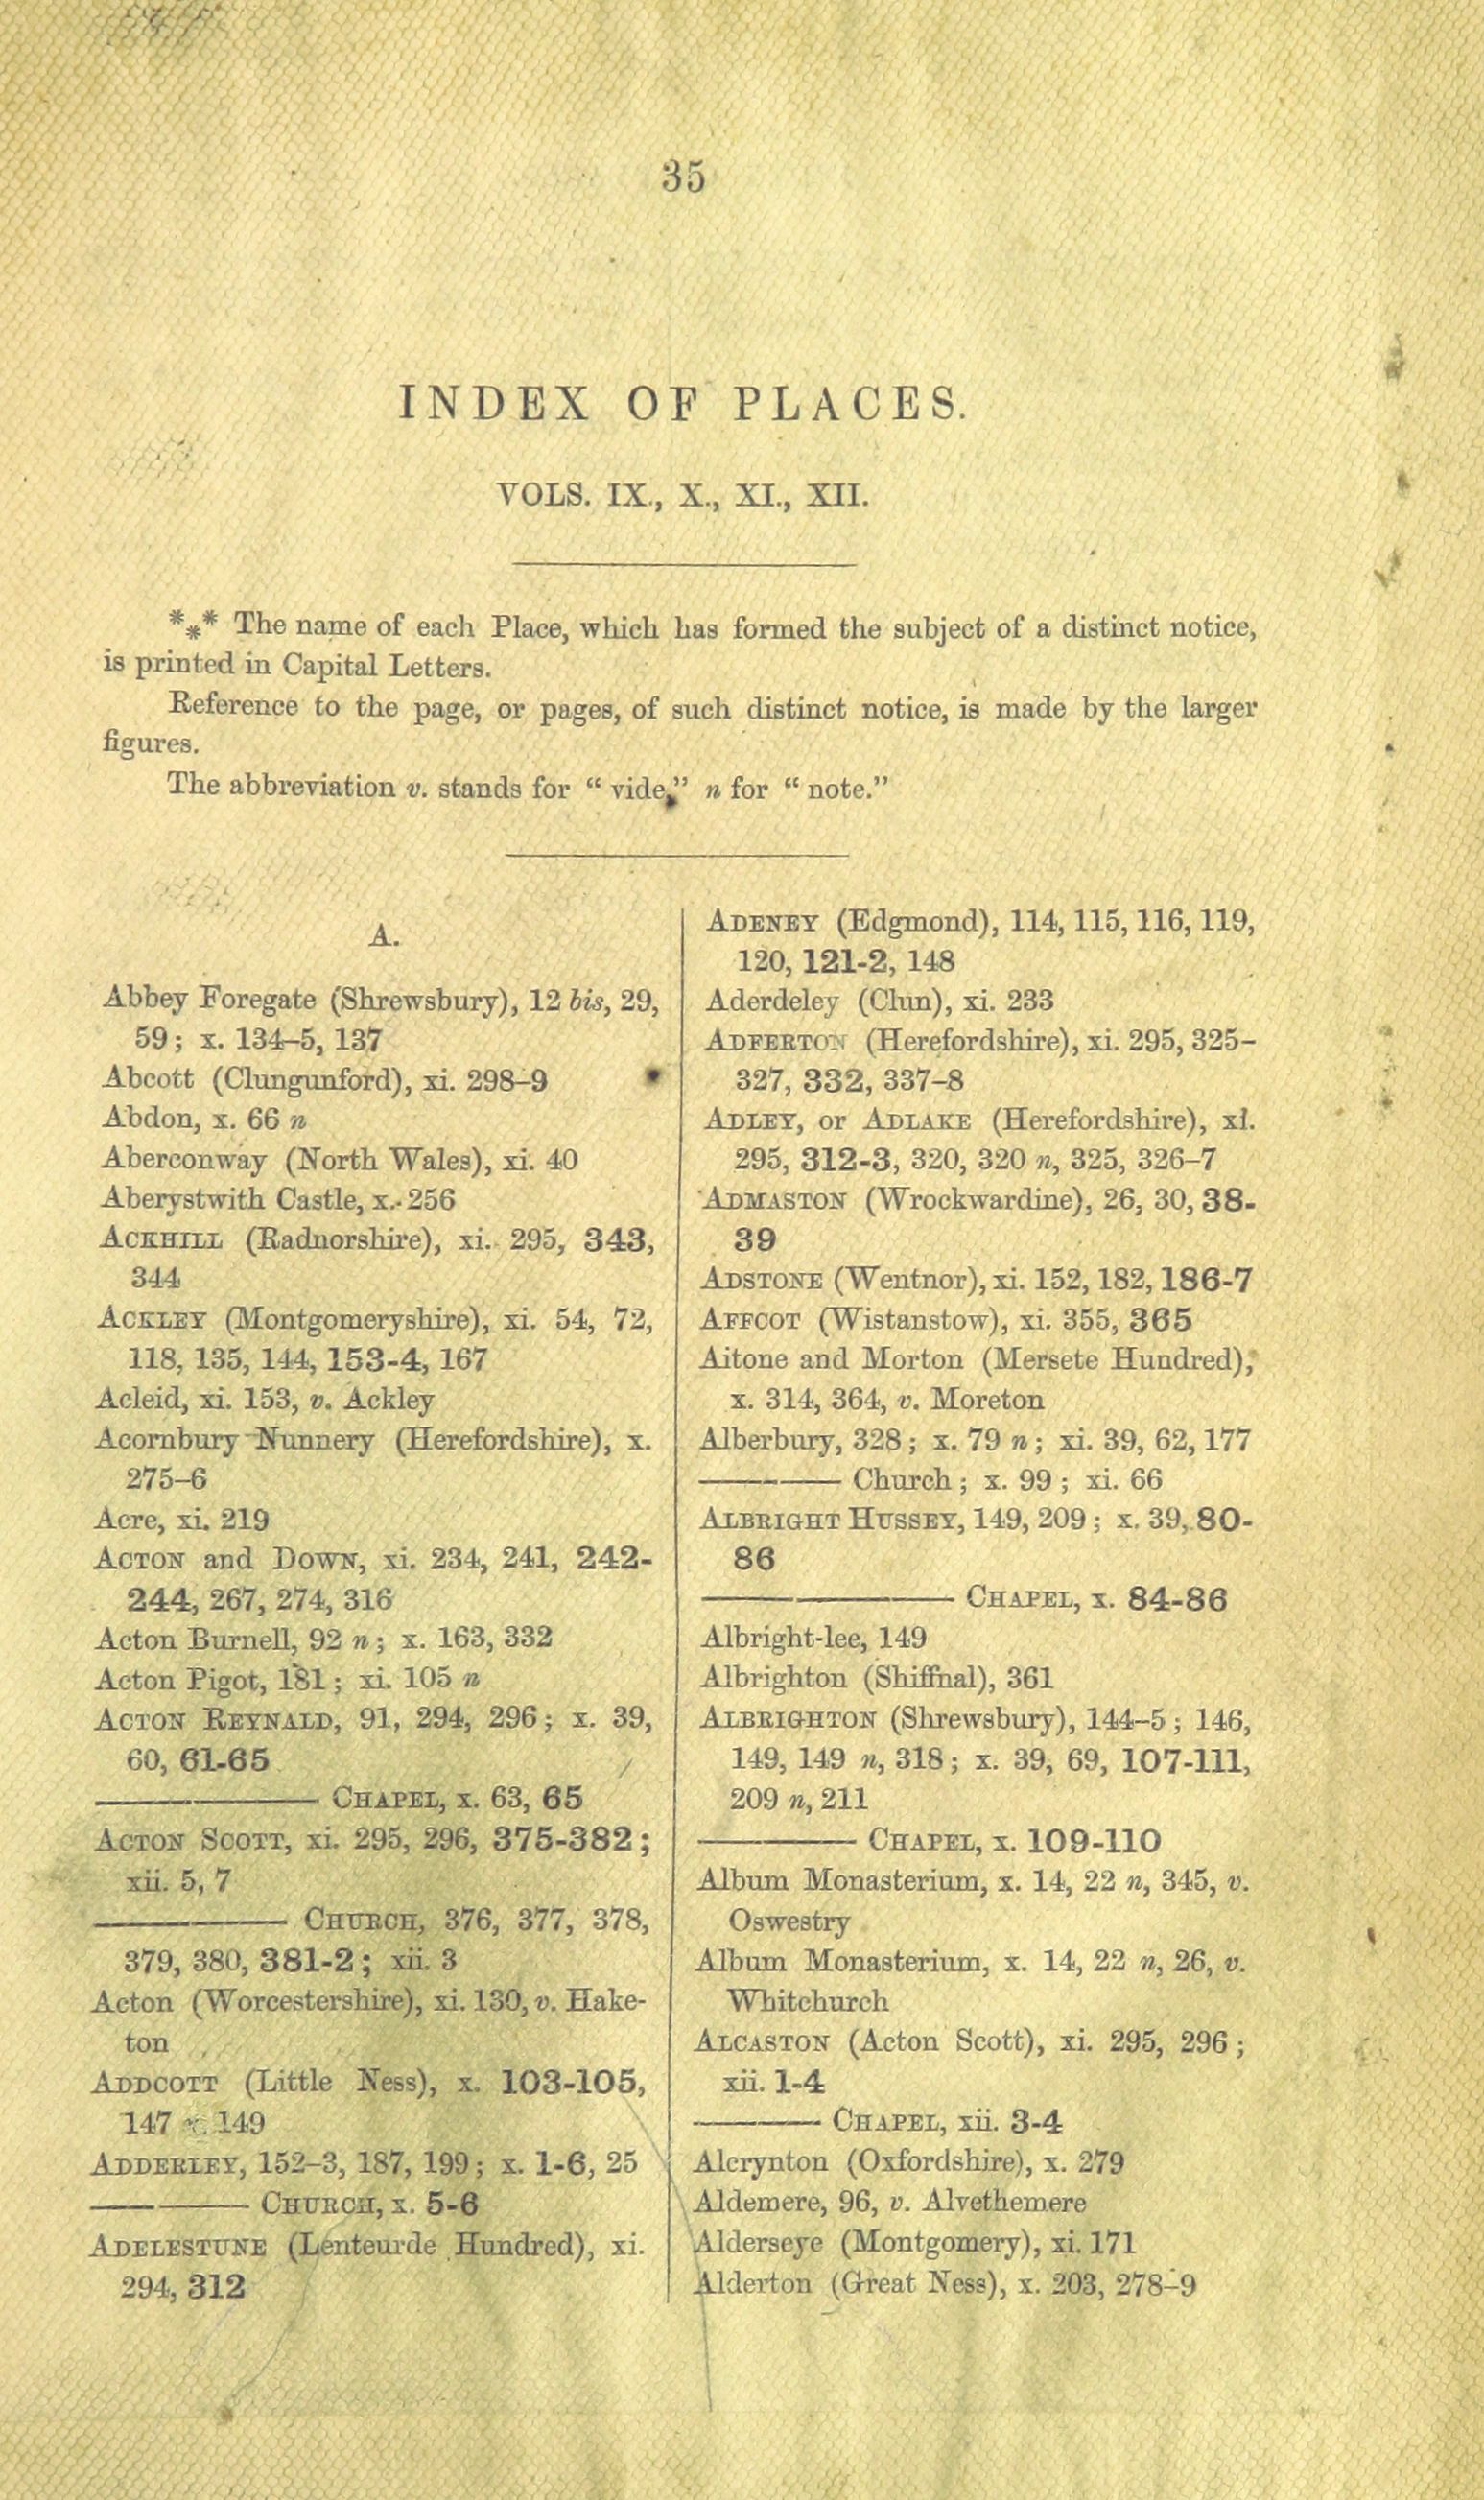 35
INDEX OF PLACES.
VOLS. IX., X., XI., XII.
*** The name of each Place, which has formed the subject of a distinct notice,
is printed in Capital Letters.
Reference to the page, or pages, of such distinct notice, is made by the larger
figures.
The abbreviation v. stands for “ vide,” n for “ note.”
A.
Abbey Foregate (Shrewsbury), 12 bis, 29,
59; x. 134–5, 137
Abcott (Clungunford), xi. 298–9
Abdon, x. 66 n
Aberconway (North Wales), xi. 40
Aberystwith Castle, x. 256
ACKHILL (Radnorshire), xi. 295, 343,
344
ACKLEY (Montgomeryshire), xi. 54, 72,
118, 135, 144, 153-4, 167
Acleid, xi. 153, v. Ackley
Acornbury Nunnery (Herefordshire), x.
275–6
Acre, xi. 219
ACTON and DOWN, xi. 234, 241, 242-
244, 267, 274, 316
Acton Burnell, 92 n; x. 163, 332
Acton Pigot, 181; xi. 105 n
ACTON REYNALD, 91, 294, 296; x. 39,
60, 61-65
——— CHAPEL, x. 63, 65
ACTON SCOTT, xi. 295, 296, 375-382;
xii. 5, 7
——— CHURCH, 376, 377, 378,
379, 380, 381-2; xii. 3
Acton (Worcestershire), xi. 130, v. Hake-
ton
ADDCOTT (Little Ness), x. 103-105,
147 149
ADDERLEY, 152–3, 187, 199; x. 1-6, 25
——— CHURCH, x. 5-6
ADELESTUNE (Lenteurde Hundred), xi.
294, 312
ADENEY (Edgmond), 114, 115, 116, 119,
120, 121-2, 148
Aderdeley (Clun), xi. 233
ADFERTON (Herefordshire), xi. 295, 325–
327, 332, 337–8
ADLEY, or ADLAKE (Herefordshire), xi.
295, 312-3, 320, 320 n, 325, 326–7
ADMASTON (Wrockwardine), 26, 30, 38-
39
ADSTONE (Wentnor), xi. 152, 182, 186-7
AFFCOT (Wistanstow), xi. 355, 365
Aitone and Morton (Mersete Hundred),
x. 314, 364, v. Moreton
Alberbury, 328; x. 79 n; xi. 39, 62, 177
——— Church; x. 99; xi. 66
ALBRIGHT HUSSEY, 149, 209; x. 39, 80-
86
——— CHAPEL, x. 84-86
Albright-lee, 149
Albrighton (Shiffnal), 361
ALBRIGHTON (Shrewsbury), 144–5; 146,
149, 149 n, 318; x. 39, 69, 107-111,
209 n, 211
——— CHAPEL, x. 109-110
Album Monasterium, x. 14, 22 n, 345, v.
Oswestry
Album Monasterium, x. 14, 22 n, 26, v.
Whitchurch
ALCASTON (Acton Scott), xi. 295, 296;
xii. 1-4
——— CHAPEL, xii. 3-4
Alcrynton (Oxfordshire), x. 279
Aldemere, 96, v. Alvethemere
Alderseye (Montgomery), xi. 171
Alderton (Great Ness), x. 203, 278–9